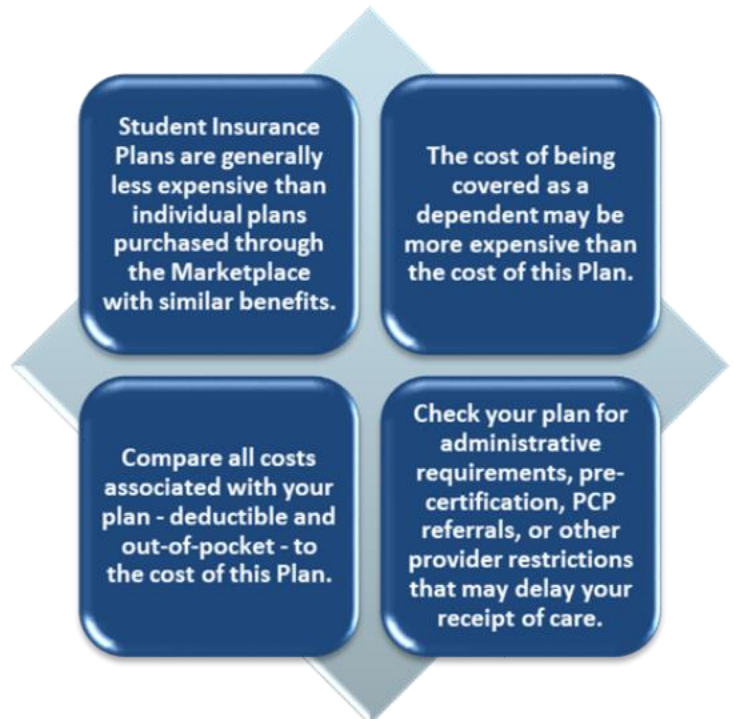 Student Insurance
Plans are generally
less expensive than
individual plans
purchased through
the Marketplace
with similar benefits.
The cost of being
covered as a
dependent may be
more expensive than
the cost of this Plan.
Compare all costs
associated with your
plan - deductible and
out-of-pocket - to
the cost of this Plan.
Check your plan for
administrative
requirements, pre-
certification, PCP
referrals, or other
provider restrictions
that may delay your
receipt of care.